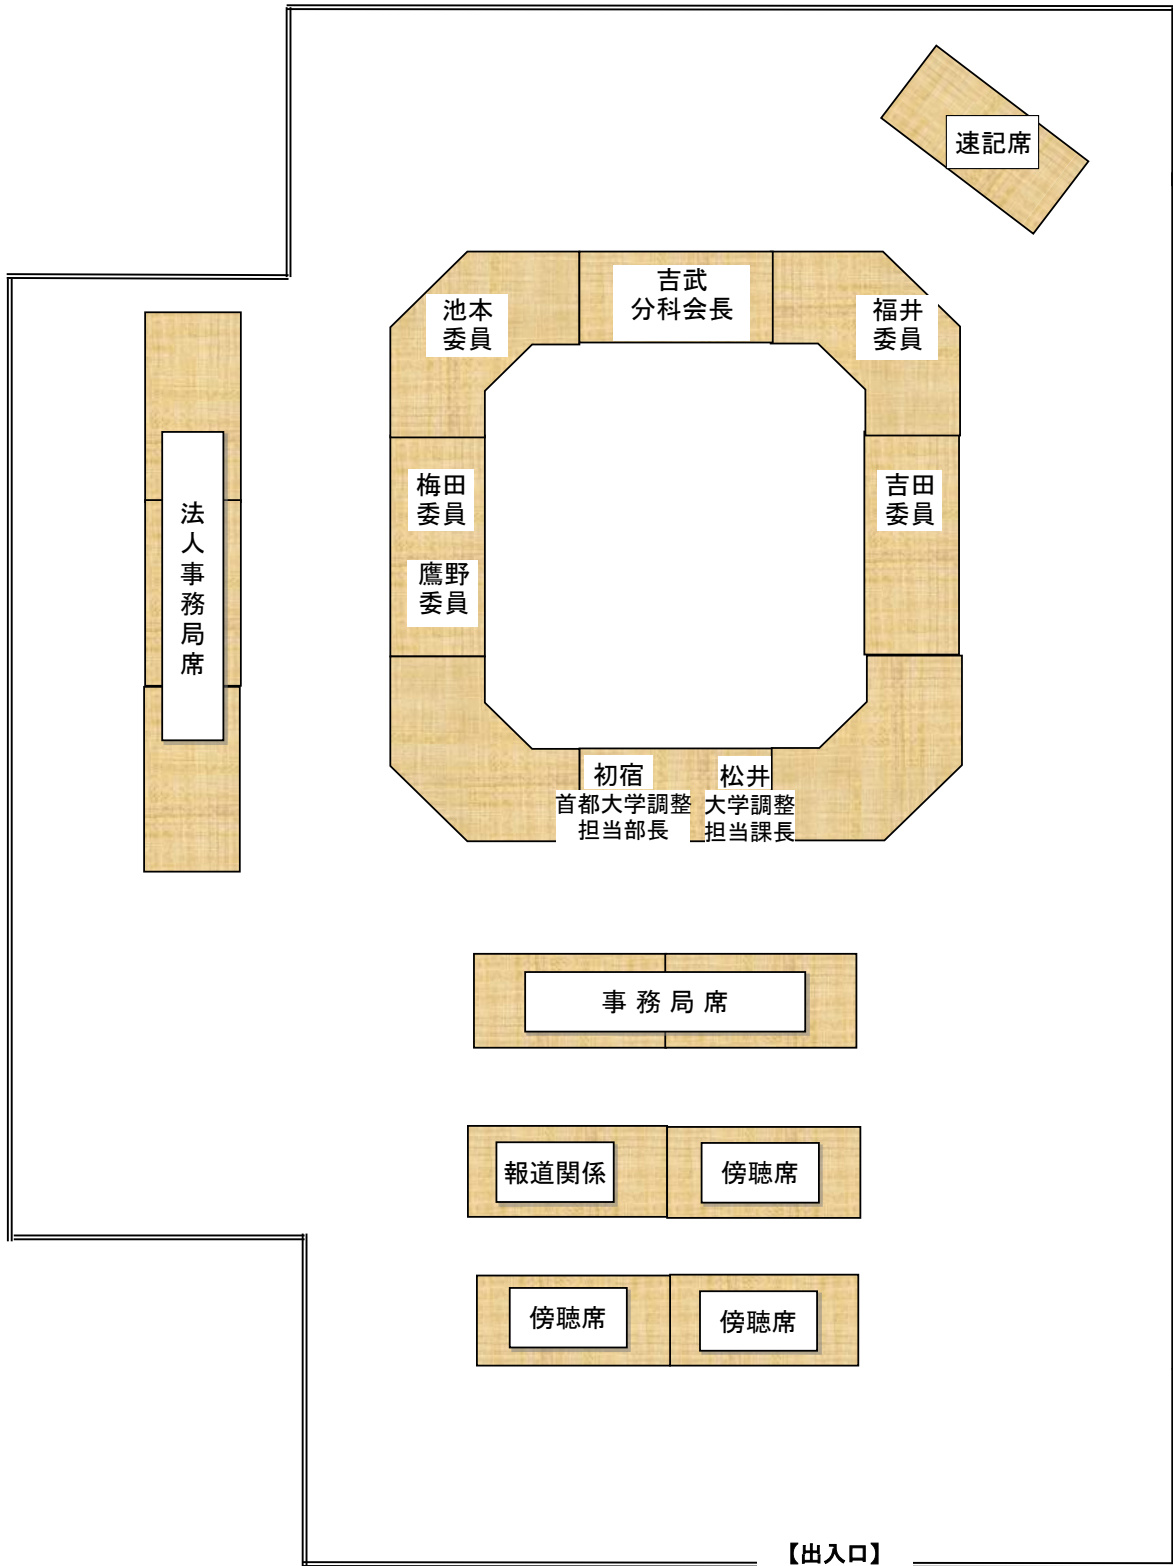 速記席
吉武
分科会長
池本
委員
福井
委員
梅田
委員
吉田
委員
鷹野
委員
法人事務局席
初宿
首都大学調整
担当部長
松井
大学調整
担当課長
事務局席
報道関係
傍聴席
傍聴席
傍聴席
【出入口】